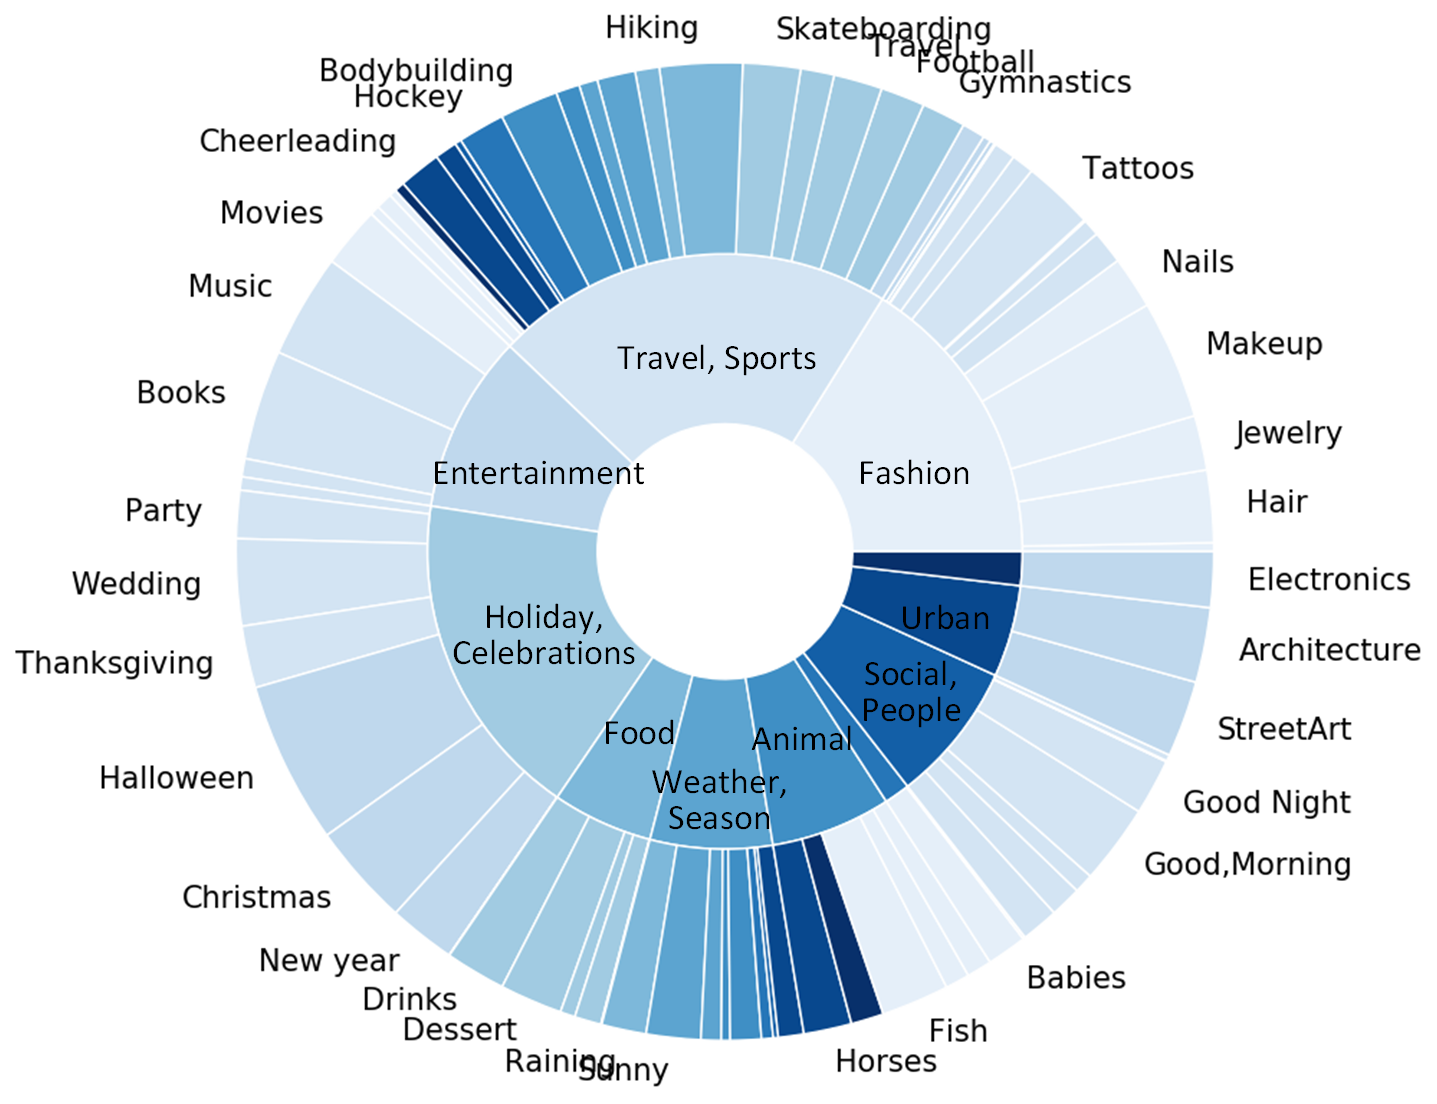 Hiking
Skateboarding
Travel
Football
Gymnastics
Bodybuilding
Hockey
Cheerleading
Tattoos
Movies
Nails
Music
Makeup
Travel, Sports
Books
Jewelry
Entertainment
Fashion
Hair
Party
Wedding
Electronics
Holiday,
Celebrations
Urban
Thanksgiving
Architecture
Social,
People
StreetArt
Food
Animal
Halloween
Weather,
Season
Good Night
Good,Morning
Christmas
New year
Babies
Drinks
Dessert
Fish
Raining
Sunny
Horses